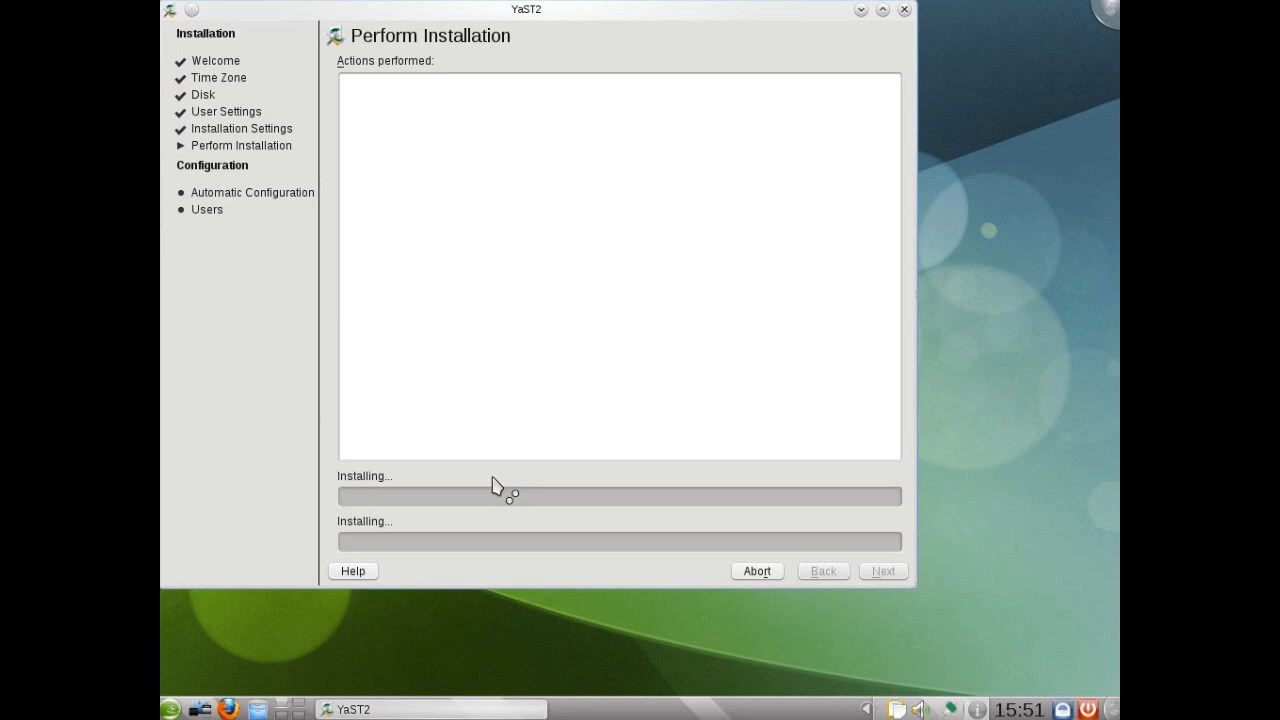 YaST2
Installation
Welcome
Time Zone
Disk
User Settings
Installation Settings
Perform Installation
Configuration
Automatic Configuration
Users
Perform Installation
Actions performed:
Installing...
Installing...
Help
Abort
Back
Next
YaST2
15:51